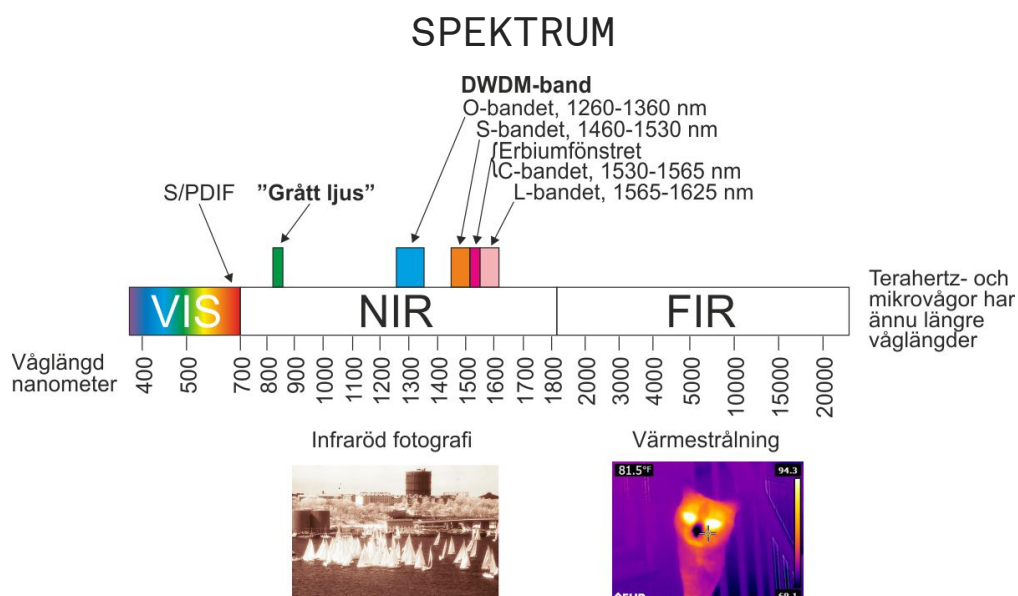 SPEKTRUM
DWDM-band
O-bandet, 1260-1360 nm
S-bandet, 1460-1530 nm
{Erbiumfönstret
C-bandet, 1530-1565 nm
L-bandet, 1565-1625 nm
S/PDIF
”Grått ljus”
VIS
NIR
FIR
Terahertz- och
mikrovågor har
ännu längre
våglängder
Våglängd
nanometer
400 500 700 800 900 1000 1100 1200 1300 1400 1500 1600 1700 1800 2000 3000 4000 5000 10000 15000 20000
Infraröd fotografi
Värmestrålning
81.5°F
94.3